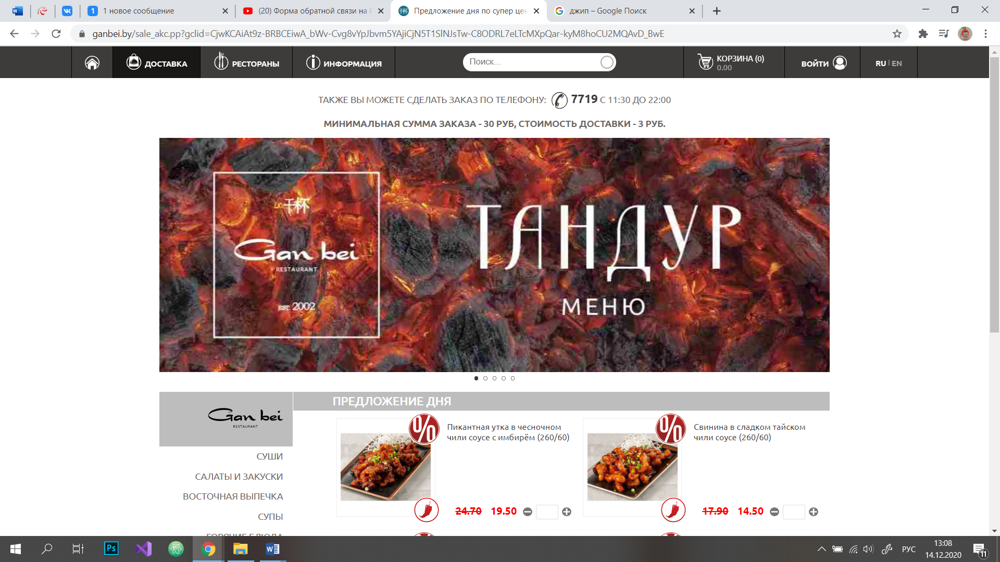 1 новое сообщение
(20) Форма обратной связи на
Предложение дня по супер цен
джип – Google Поиск
ganbei.by/sale_akc.pp?gclid=CjwKCAiAt9z-BRBCEiwA_bWv-Cvg8vYpJbvm5YAjiCjN5T1SlNJsTw-C8ODRL7eLTcMXpQar-kyM8hoCU2MQAvD_BwE
ДОСТАВКА
РЕСТОРАНЫ
ИНФОРМАЦИЯ
Поиск...
КОРЗИНА (0)
0.00
ВОЙТИ
RU | EN
ТАКЖЕ ВЫ МОЖЕТЕ СДЕЛАТЬ ЗАКАЗ ПО ТЕЛЕФОНУ: 7719 С 11:30 ДО 22:00
МИНИМАЛЬНАЯ СУММА ЗАКАЗА - 30 РУБ, СТОИМОСТЬ ДОСТАВКИ - 3 РУБ.
干杯
Gan bei
RESTAURANT
EST. 2002
ТАНДУР
МЕНЮ
Gan bei
RESTAURANT
ПРЕДЛОЖЕНИЕ ДНЯ
СУШИ
САЛАТЫ И ЗАКУСКИ
ВОСТОЧНАЯ ВЫПЕЧКА
СУПЫ
ГОРЯЧИЕ БЛЮДА
%
Пикантная утка в чесночном
чили соусе с имбирём (260/60)
24.70 19.50
%
Свинина в сладком тайском
чили соусе (260/60)
17.90 14.50
Ps
РУС
13:08
14.12.2020
11